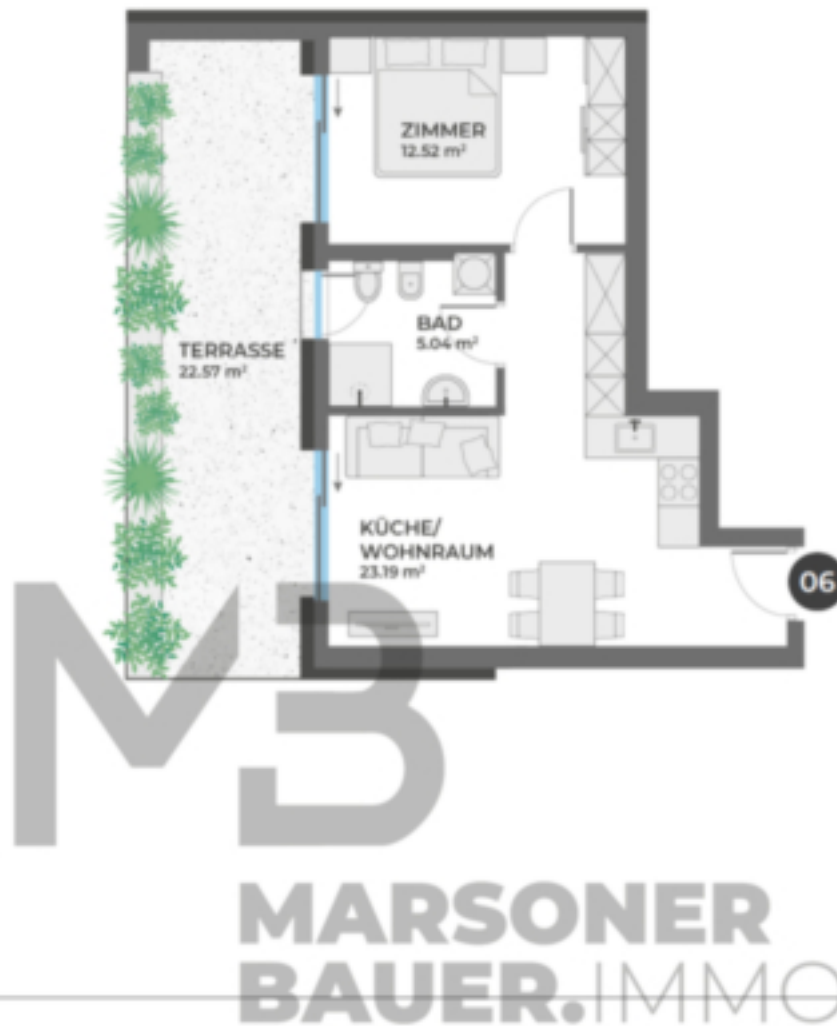 ZIMMER
12.52 m²
BAD
5.04 m²
TERRASSE
22.57 m²
KÜCHE/
WOHNRAUM
23.19 m²
06
MB
MARSONER
BAUER.IMMO